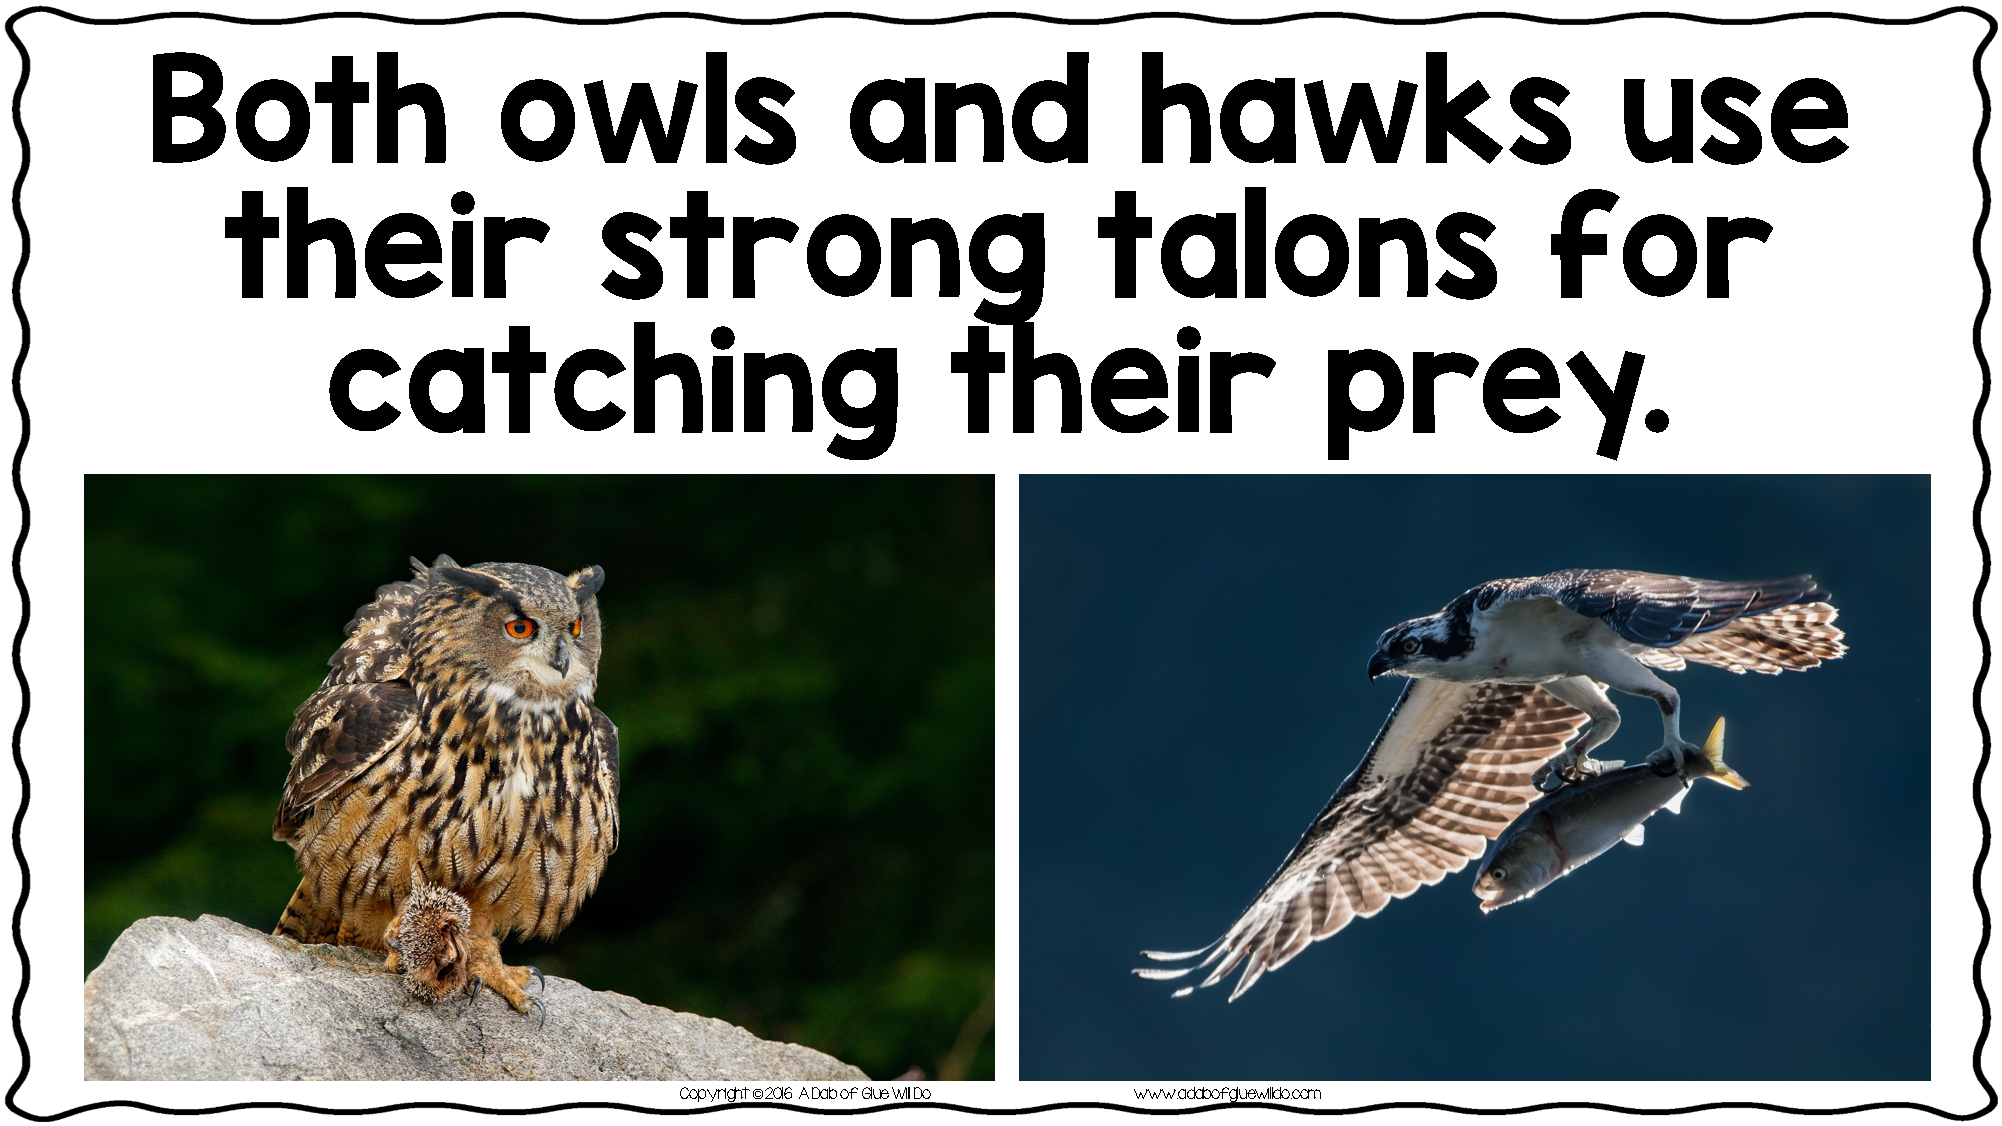 Both owls and hawks use
their strong talons for
catching their prey.
Copyright ©2016 A Dab of Glue Will Do
www.adabofgluewilldo.com